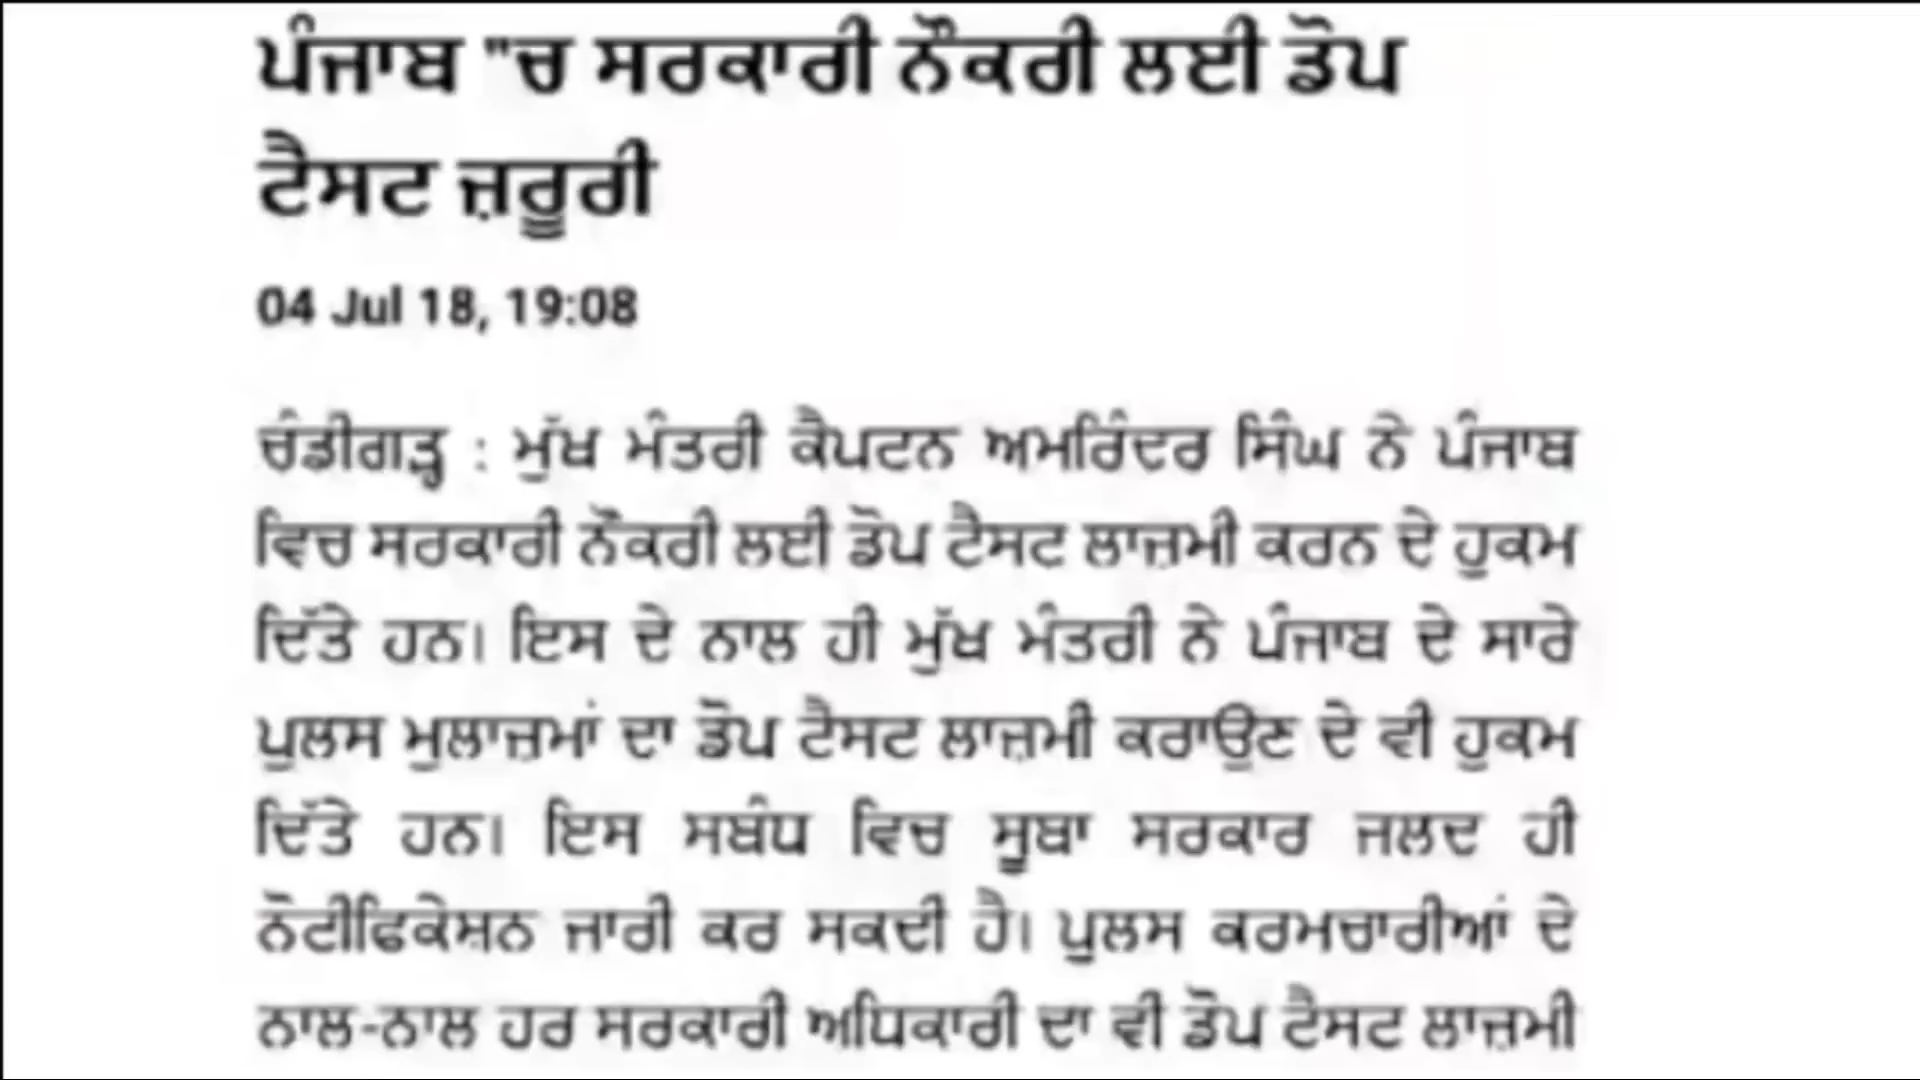 ਪੰਜਾਬ "ਚ ਸਰਕਾਰੀ ਨੌਕਰੀ ਲਈ ਡੋਪ
ਟੈਸਟ ਜ਼ਰੂਰੀ
04 Jul 18, 19:08
ਚੰਡੀਗੜ੍ਹ : ਮੁੱਖ ਮੰਤਰੀ ਕੈਪਟਨ ਅਮਰਿੰਦਰ ਸਿੰਘ ਨੇ ਪੰਜਾਬ
ਵਿਚ ਸਰਕਾਰੀ ਨੌਕਰੀ ਲਈ ਡੋਪ ਟੈਸਟ ਲਾਜ਼ਮੀ ਕਰਨ ਦੇ ਹੁਕਮ
ਦਿੱਤੇ ਹਨ। ਇਸ ਦੇ ਨਾਲ ਹੀ ਮੁੱਖ ਮੰਤਰੀ ਨੇ ਪੰਜਾਬ ਦੇ ਸਾਰੇ
ਪੁਲਸ ਮੁਲਾਜ਼ਮਾਂ ਦਾ ਡੋਪ ਟੈਸਟ ਲਾਜ਼ਮੀ ਕਰਾਉਣ ਦੇ ਵੀ ਹੁਕਮ
ਦਿੱਤੇ ਹਨ। ਇਸ ਸਬੰਧ ਵਿਚ ਸੂਬਾ ਸਰਕਾਰ ਜਲਦ ਹੀ
ਨੋਟੀਫਿਕੇਸ਼ਨ ਜਾਰੀ ਕਰ ਸਕਦੀ ਹੈ। ਪੁਲਸ ਕਰਮਚਾਰੀਆਂ ਦੇ
ਨਾਲ-ਨਾਲ ਹਰ ਸਰਕਾਰੀ ਅਧਿਕਾਰੀ ਦਾ ਵੀ ਡੋਪ ਟੈਸਟ ਲਾਜ਼ਮੀ